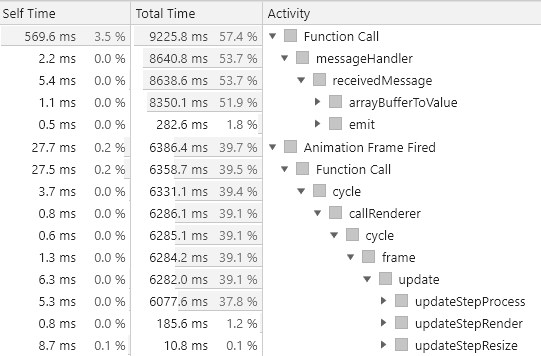 Self Time Total Time Activity
569.6 ms 3.5 % 9225.8 ms 57.4 % Function Call
2.2 ms 0.0 % 8640.8 ms 53.7 % messageHandler
5.4 ms 0.0 % 8638.6 ms 53.7 % receivedMessage
1.1 ms 0.0 % 8350.1 ms 51.9 % arrayBufferToValue
0.5 ms 0.0 % 282.6 ms 1.8 % emit
27.7 ms 0.2 % 6386.4 ms 39.7 % Animation Frame Fired
27.5 ms 0.2 % 6358.7 ms 39.5 % Function Call
3.7 ms 0.0 % 6331.1 ms 39.4 % cycle
0.8 ms 0.0 % 6286.1 ms 39.1 % callRenderer
0.6 ms 0.0 % 6285.1 ms 39.1 % cycle
1.3 ms 0.0 % 6284.2 ms 39.1 % frame
6.3 ms 0.0 % 6282.0 ms 39.1 % update
5.3 ms 0.0 % 6077.6 ms 37.8 % updateStepProcess
0.8 ms 0.0 % 185.6 ms 1.2 % updateStepRender
8.7 ms 0.1 % 10.8 ms 0.1 % updateStepResize